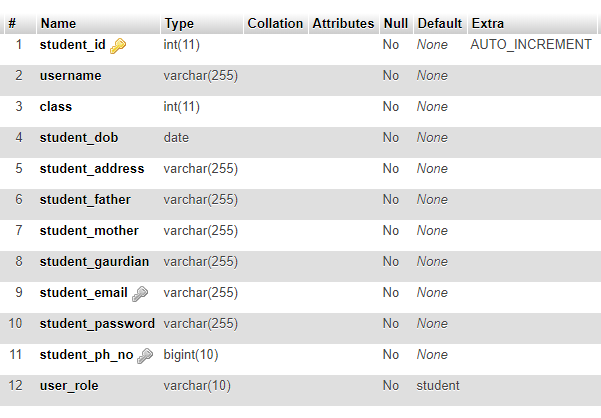 # Name Type Collation Attributes Null Default Extra
1 student_id int(11) No None AUTO_INCREMENT
2 username varchar(255) No None
3 class int(11) No None
4 student_dob date No None
5 student_address varchar(255) No None
6 student_father varchar(255) No None
7 student_mother varchar(255) No None
8 student_gaurdian varchar(255) No None
9 student_email varchar(255) No None
10 student_password varchar(255) No None
11 student_ph_no bigint(10) No None
12 user_role varchar(10) No student